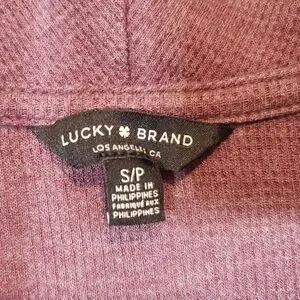 LUCKY BRAND
LOS ANGELES, CA
S/P
MADE IN
PHILIPPINES
FABRIQUÉ AUX
PHILIPPINES